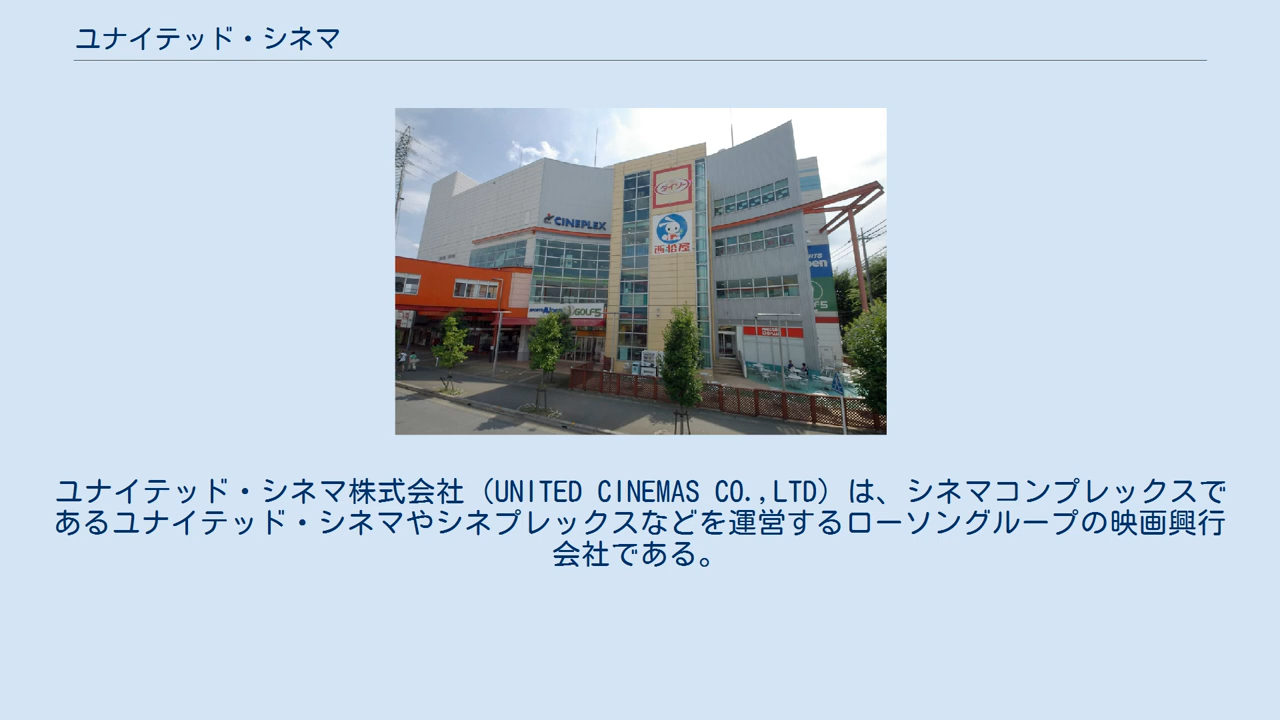 ユナイテッド・シネマ
ダイソー
CINEPLEX
西松屋
GOLF5
ユナイテッド・シネマ株式会社（UNITED CINEMAS CO.,LTD）は、シネマコンプレックスで
あるユナイテッド・シネマやシネプレックスなどを運営するローソングループの映画興行
会社である。